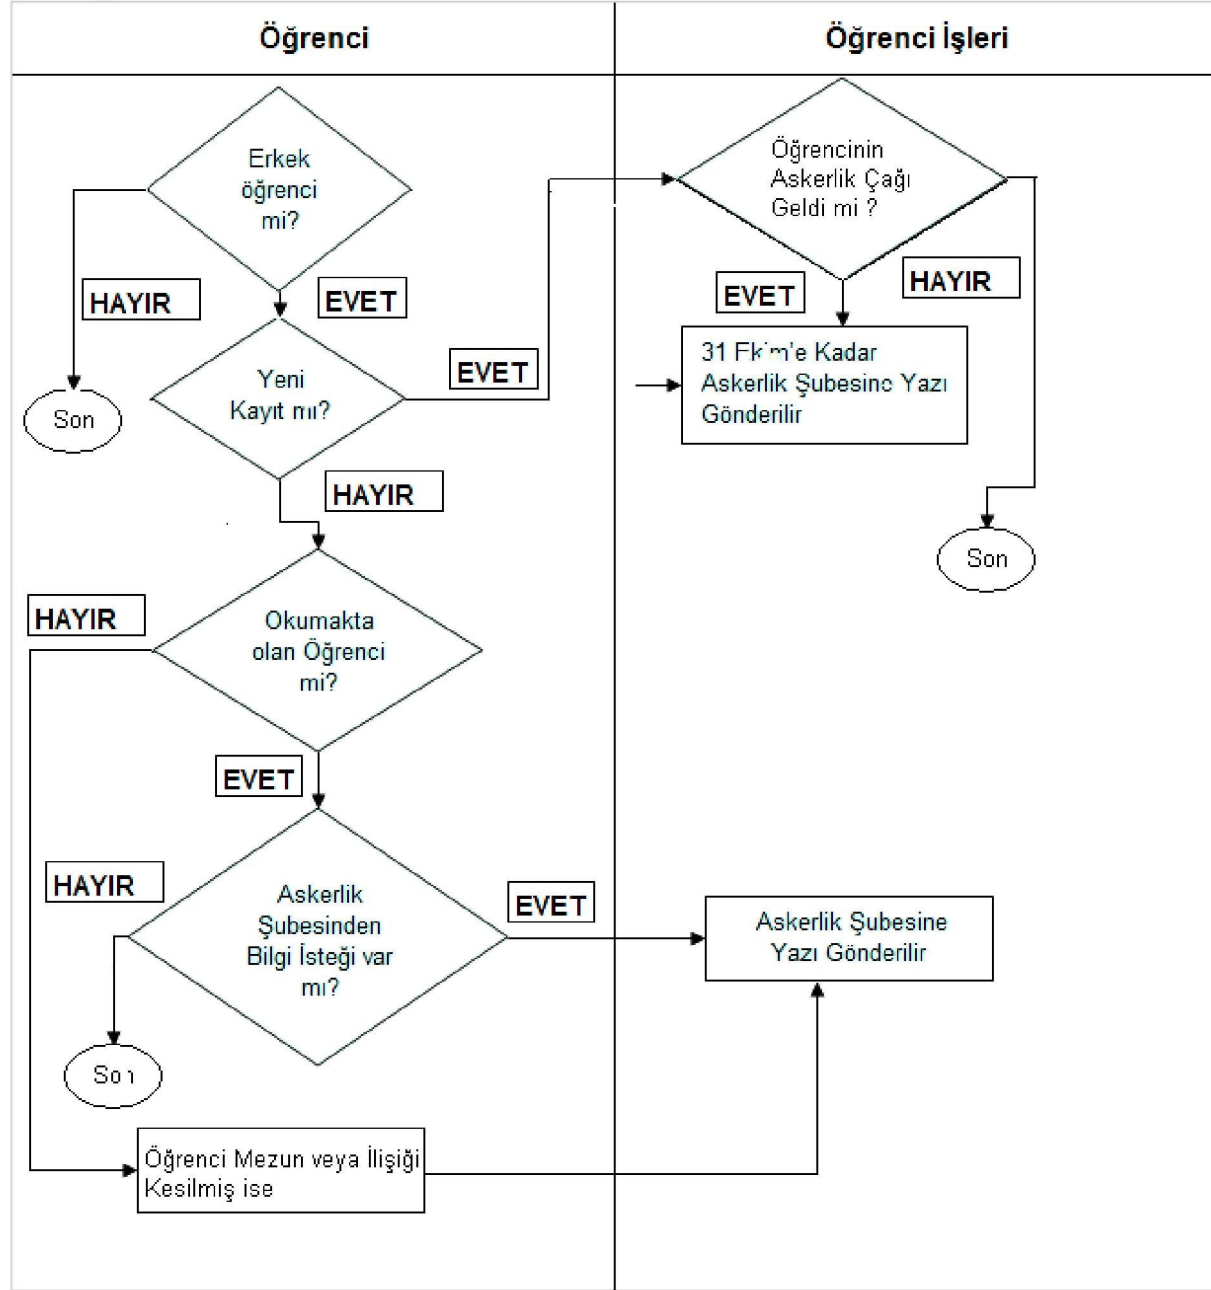 Öğrenci
Öğrenci İşleri
Erkek
öğrenci
mi?
Öğrencinin
Askerlik Çağı
Geldi mi ?
HAYIR
EVET
EVET
HAYIR
Yeni
Kayıt mı?
EVET
31 Ekim'e Kadar
Askerlik Şubesine Yazı
Gönderilir
Son
HAYIR
Son
HAYIR
Okumakta
olan Öğrenci
mi?
EVET
HAYIR
Askerlik
Şubesinden
Bilgi İsteği var
mı?
EVET
Askerlik Şubesine
Yazı Gönderilir
Son
Öğrenci Mezun veya İlişiği
Kesilmiş ise